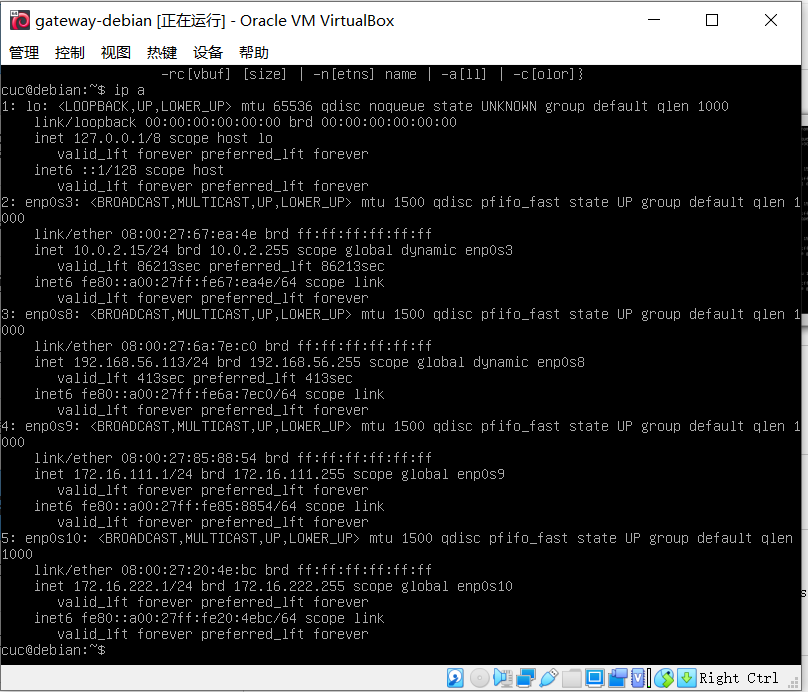 gateway-debian [正在运行] - Oracle VM VirtualBox
管理 控制 视图 热键 设备 帮助
-rc[vbuf] [size] | -n[etns] name | -a[ll] | -c[olor]}
cuc@debian:~$ ip a
1: lo: <LOOPBACK,UP,LOWER_UP> mtu 65536 qdisc noqueue state UNKNOWN group default qlen 1000
link/loopback 00:00:00:00:00:00 brd 00:00:00:00:00:00
inet 127.0.0.1/8 scope host lo
valid_lft forever preferred_lft forever
inet6 ::1/128 scope host
valid_lft forever preferred_lft forever
2: enp0s3: <BROADCAST,MULTICAST,UP,LOWER_UP> mtu 1500 qdisc pfifo_fast state UP group default qlen 1
000
link/ether 08:00:27:67:ea:4e brd ff:ff:ff:ff:ff:ff
inet 10.0.2.15/24 brd 10.0.2.255 scope global dynamic enp0s3
valid_lft 86213sec preferred_lft 86213sec
inet6 fe80::a00:27ff:fe67:ea4e/64 scope link
valid_lft forever preferred_lft forever
3: enp0s8: <BROADCAST,MULTICAST,UP,LOWER_UP> mtu 1500 qdisc pfifo_fast state UP group default qlen 1
000
link/ether 08:00:27:6a:7e:c0 brd ff:ff:ff:ff:ff:ff
inet 192.168.56.113/24 brd 192.168.56.255 scope global dynamic enp0s8
valid_lft 413sec preferred_lft 413sec
inet6 fe80::a00:27ff:fe6a:7ec0/64 scope link
valid_lft forever preferred_lft forever
4: enp0s9: <BROADCAST,MULTICAST,UP,LOWER_UP> mtu 1500 qdisc pfifo_fast state UP group default qlen 1
000
link/ether 08:00:27:85:88:54 brd ff:ff:ff:ff:ff:ff
inet 172.16.111.1/24 brd 172.16.111.255 scope global enp0s9
valid_lft forever preferred_lft forever
inet6 fe80::a00:27ff:fe85:8854/64 scope link
valid_lft forever preferred_lft forever
5: enp0s10: <BROADCAST,MULTICAST,UP,LOWER_UP> mtu 1500 qdisc pfifo_fast state UP group default qlen
1000
link/ether 08:00:27:20:4e:bc brd ff:ff:ff:ff:ff:ff
inet 172.16.222.1/24 brd 172.16.222.255 scope global enp0s10
valid_lft forever preferred_lft forever
inet6 fe80::a00:27ff:fe20:4ebc/64 scope link
valid_lft forever preferred_lft forever
cuc@debian:~$
Right Ctrl